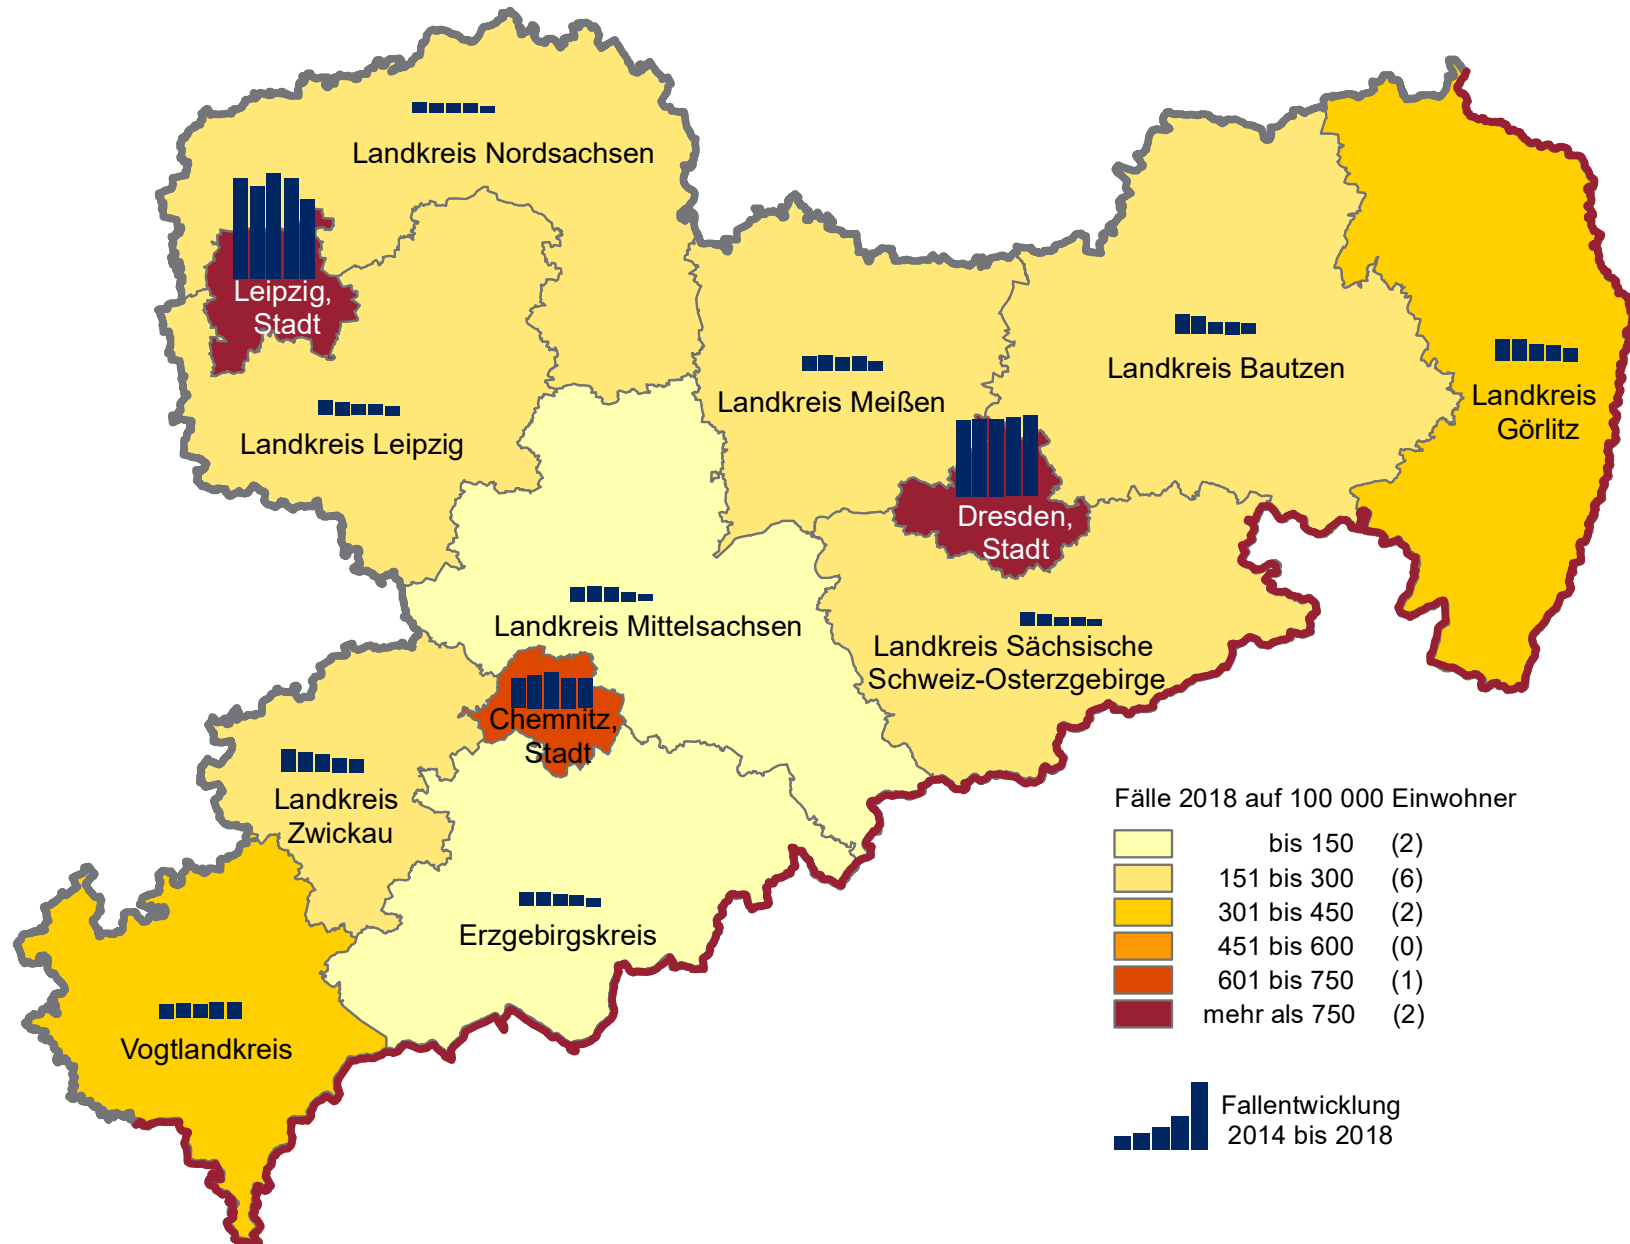 Landkreis Nordsachsen
Leipzig,
Stadt
Landkreis Leipzig
Landkreis Meißen
Landkreis Bautzen
Landkreis
Görlitz
Dresden,
Stadt
Landkreis Mittelsachsen
Landkreis Sächsische
Schweiz-Osterzgebirge
Chemnitz,
Stadt
Landkreis
Zwickau
Erzgebirgskreis
Vogtlandkreis
Fälle 2018 auf 100 000 Einwohner
bis 150 (2)
151 bis 300 (6)
301 bis 450 (2)
451 bis 600 (0)
601 bis 750 (1)
mehr als 750 (2)
Fallentwicklung
2014 bis 2018